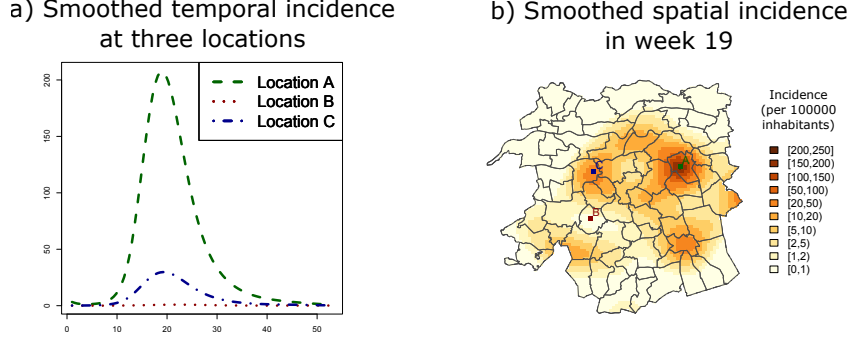 a) Smoothed temporal incidence
at three locations
200
150
100
50
0
0 10 20 30 40 50
Location A
Location B
Location C
b) Smoothed spatial incidence
in week 19
A
C
B
Incidence
(per 100000
inhabitants)
[200,250]
[150,200)
[100,150)
[50,100)
[20,50)
[10,20)
[5,10)
[2,5)
[1,2)
[0,1)